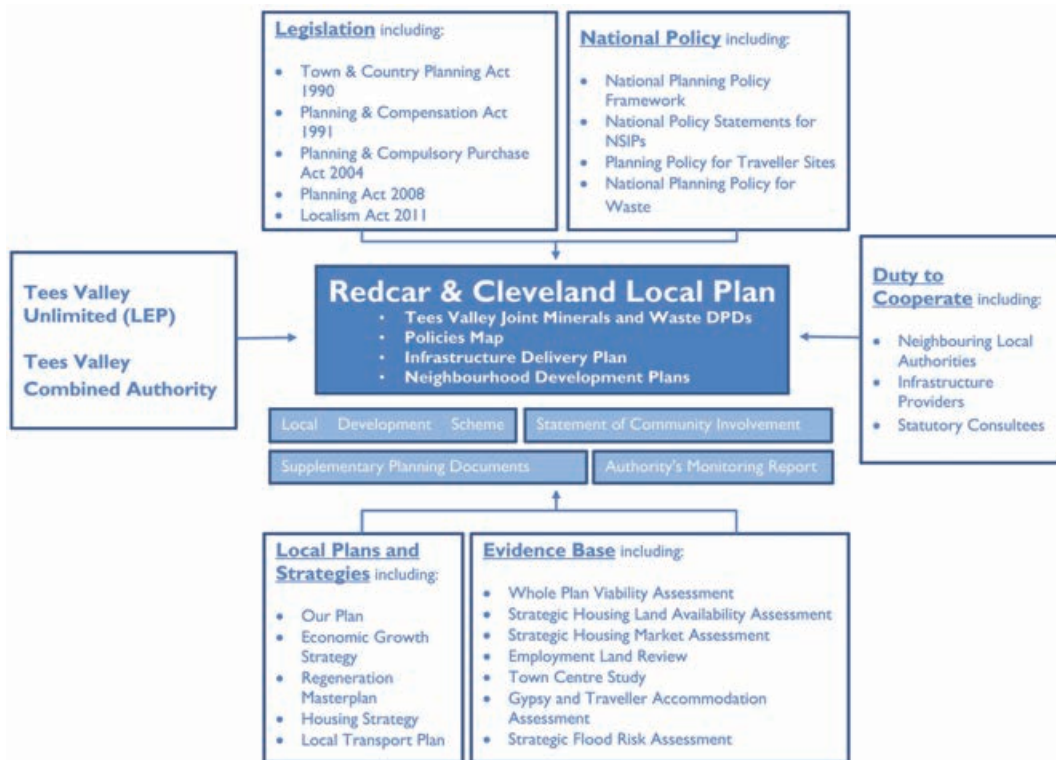 Legislation including:
• Town & Country Planning Act
1990
• Planning & Compensation Act
1991
• Planning & Compulsory Purchase
Act 2004
• Planning Act 2008
• Localism Act 2011
National Policy including:
• National Planning Policy
Framework
• National Policy Statements for
NSIPs
• Planning Policy for Traveller Sites
• National Planning Policy for
Waste
Tees Valley
Unlimited (LEP)
Tees Valley
Combined Authority
Redcar & Cleveland Local Plan
• Tees Valley Joint Minerals and Waste DPDs
• Policies Map
• Infrastructure Delivery Plan
• Neighbourhood Development Plans
Duty to
Cooperate including:
• Neighbouring Local
Authorities
• Infrastructure
Providers
• Statutory Consultees
Local Development Scheme
Statement of Community Involvement
Supplementary Planning Documents
Authority's Monitoring Report
Local Plans and
Strategies including:
• Our Plan
• Economic Growth
Strategy
• Regeneration
Masterplan
• Housing Strategy
• Local Transport Plan
Evidence Base including:
• Whole Plan Viability Assessment
• Strategic Housing Land Availability Assessment
• Strategic Housing Market Assessment
• Employment Land Review
• Town Centre Study
• Gypsy and Traveller Accommodation
Assessment
• Strategic Flood Risk Assessment